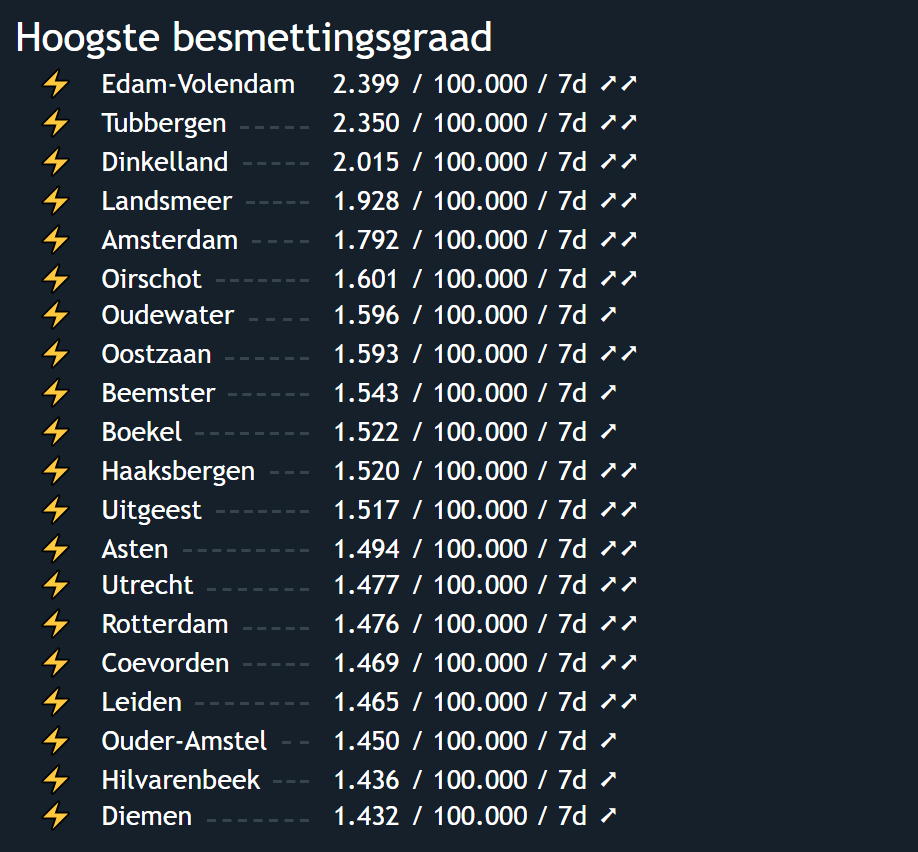 Hoogste besmettingsgraad
⚡ Edam-Volendam 2.399 / 100.000 / 7d ➚➚
⚡ Tubbergen ----- 2.350 / 100.000 / 7d ➚➚
⚡ Dinkelland ----- 2.015 / 100.000 / 7d ➚➚
⚡ Landsmeer ----- 1.928 / 100.000 / 7d ➚➚
⚡ Amsterdam ---- 1.792 / 100.000 / 7d ➚➚
⚡ Oirschot ------- 1.601 / 100.000 / 7d ➚➚
⚡ Oudewater ---- 1.596 / 100.000 / 7d ➚
⚡ Oostzaan ------ 1.593 / 100.000 / 7d ➚➚
⚡ Beemster ------ 1.543 / 100.000 / 7d ➚
⚡ Boekel -------- 1.522 / 100.000 / 7d ➚
⚡ Haaksbergen --- 1.520 / 100.000 / 7d ➚➚
⚡ Uitgeest ------- 1.517 / 100.000 / 7d ➚➚
⚡ Asten --------- 1.494 / 100.000 / 7d ➚➚
⚡ Utrecht ------- 1.477 / 100.000 / 7d ➚➚
⚡ Rotterdam ----- 1.476 / 100.000 / 7d ➚➚
⚡ Coevorden ----- 1.469 / 100.000 / 7d ➚➚
⚡ Leiden -------- 1.465 / 100.000 / 7d ➚➚
⚡ Ouder-Amstel -- 1.450 / 100.000 / 7d ➚
⚡ Hilvarenbeek --- 1.436 / 100.000 / 7d ➚
⚡ Diemen ------- 1.432 / 100.000 / 7d ➚